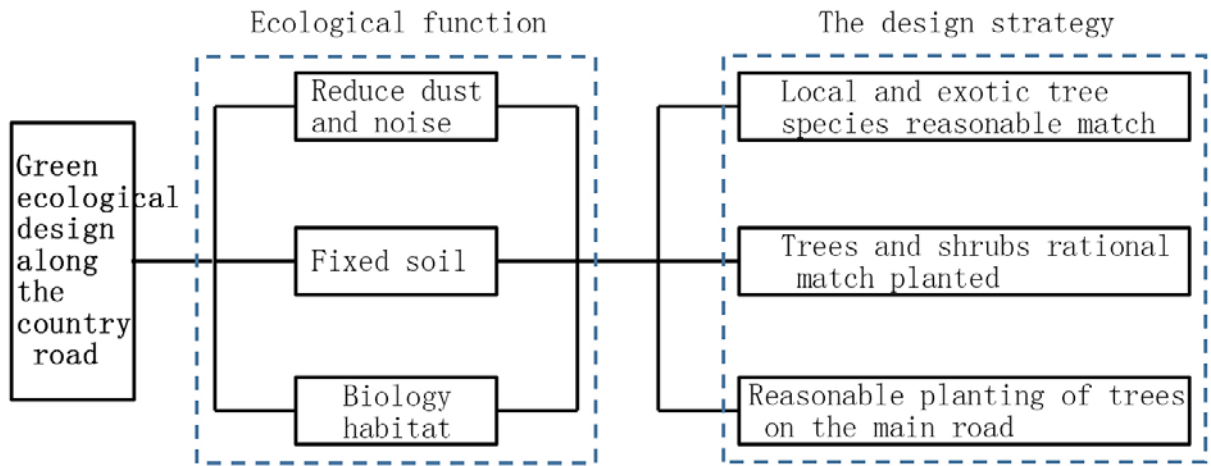 Ecological function
The design strategy
Green
ecological
design
along
the
country
road
Reduce dust
and noise
Fixed soil
Biology
habitat
Local and exotic tree
species reasonable match
Trees and shrubs rational
match planted
Reasonable planting of trees
on the main road